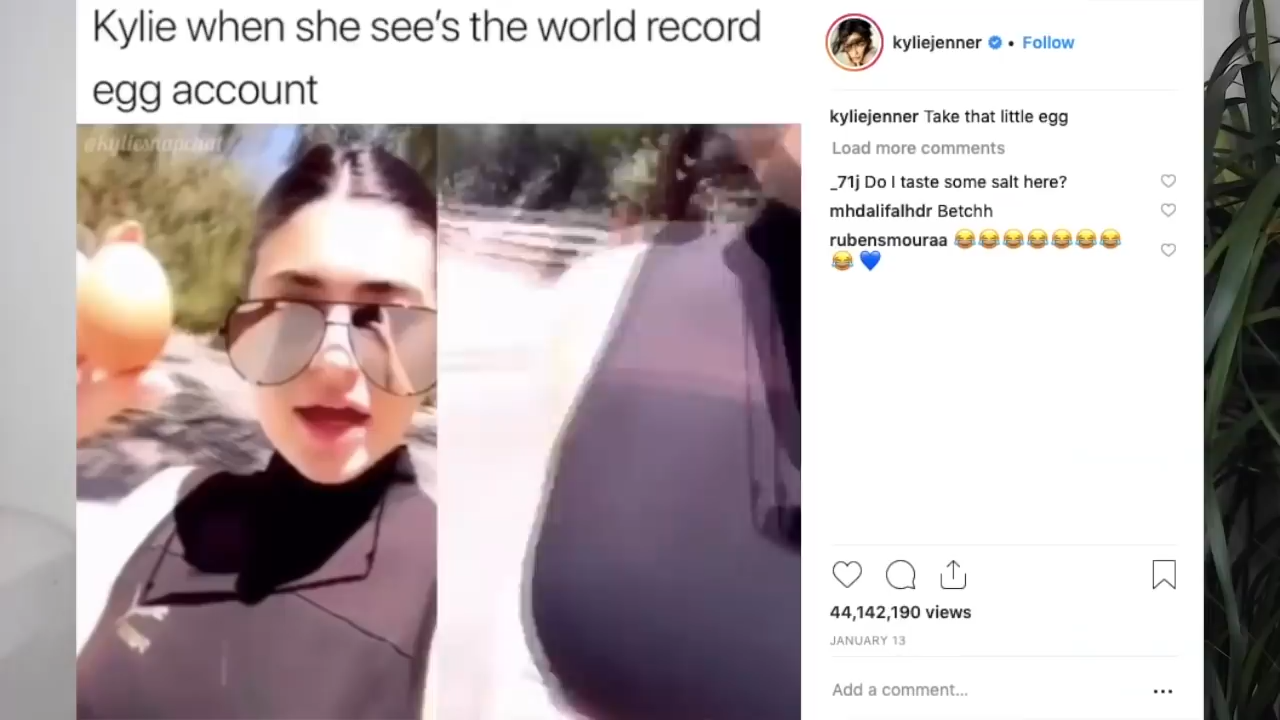 Kylie when she see's the world record
egg account
@kyliesnapchat
kyliejenner • Follow
kyliejenner Take that little egg
Load more comments
_71j Do I taste some salt here?
mhdalifalhdr Betchh
rubensmouraa 😂😂😂😂😂😂😂
😂 💙
44,142,190 views
JANUARY 13
Add a comment...